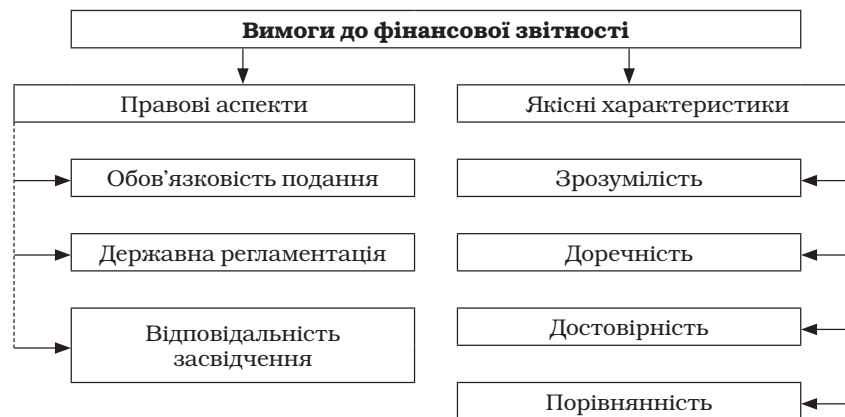 Вимоги до фінансової звітності
Правові аспекти
Якісні характеристики
Обов’язковість подання
Зрозумілість
Державна регламентація
Доречність
Відповідальність
засвідчення
Достовірність
Порівнянність